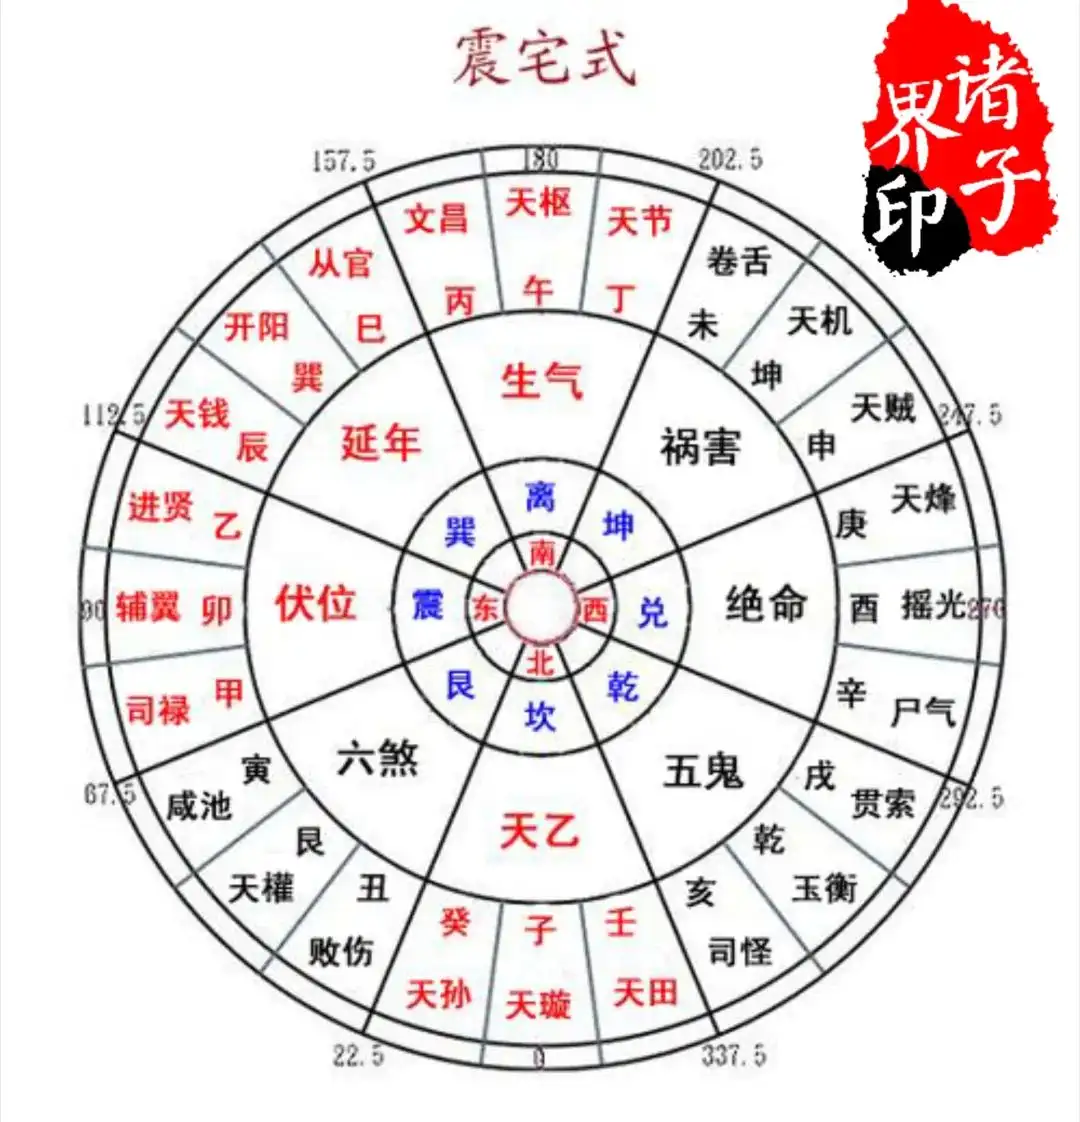 震宅式
诸子
界印
157.5
180
202.5
文昌
天枢
天节
丙
午
丁
从官
巳
卷舌
未
开阳
巽
天机
坤
天钱
辰
天贼
申
112.5
247.5
生气
延年
祸害
进贤
乙
天烽
庚
离
巽
坤
南
90
辅翼
卯
伏位
震
东
西
兑
绝命
酉
摇光
270
北
艮
坎
乾
司禄
甲
辛
尸气
六煞
五鬼
天乙
67.5
292.5
寅
咸池
戌
贯索
艮
天權
乾
玉衡
丑
败伤
亥
司怪
癸
子
壬
天孙
天璇
天田
22.5
0
337.5